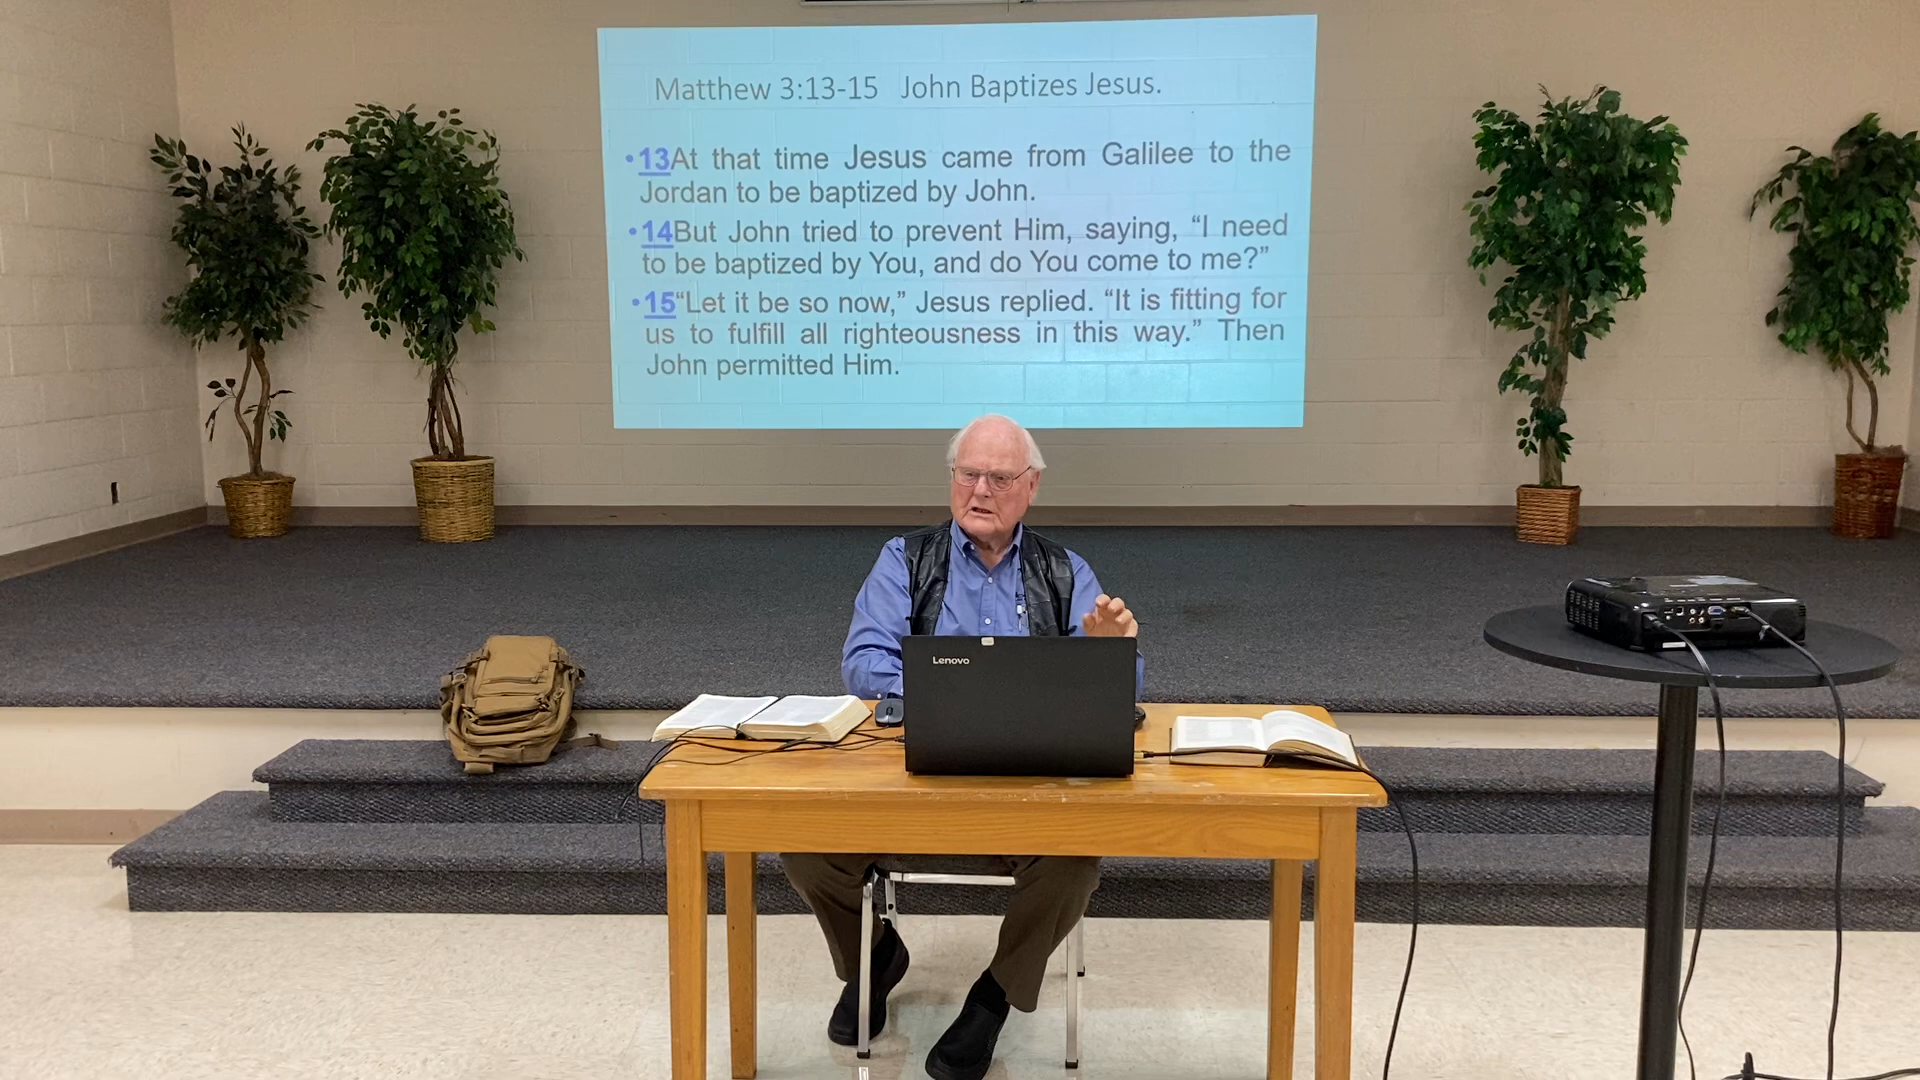 Matthew 3:13-15 John Baptizes Jesus.
•13At that time Jesus came from Galilee to the
Jordan to be baptized by John.
•14But John tried to prevent Him, saying, “I need
to be baptized by You, and do You come to me?”
•15“Let it be so now,” Jesus replied. “It is fitting for
us to fulfill all righteousness in this way.” Then
John permitted Him.
Lenovo